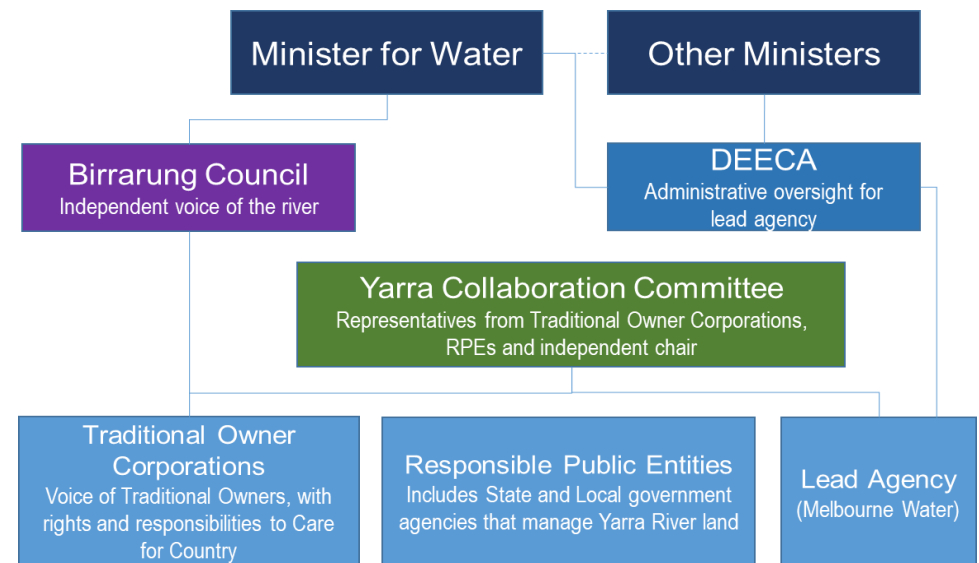 Minister for Water
Other Ministers
Birrarung Council
Independent voice of the river
DEECA
Administrative oversight for
lead agency
Yarra Collaboration Committee
Representatives from Traditional Owner Corporations,
RPEs and independent chair
Traditional Owner
Corporations
Voice of Traditional Owners, with
rights and responsibilities to Care
for Country
Responsible Public Entities
Includes State and Local government
agencies that manage Yarra River land
Lead Agency
(Melbourne Water)